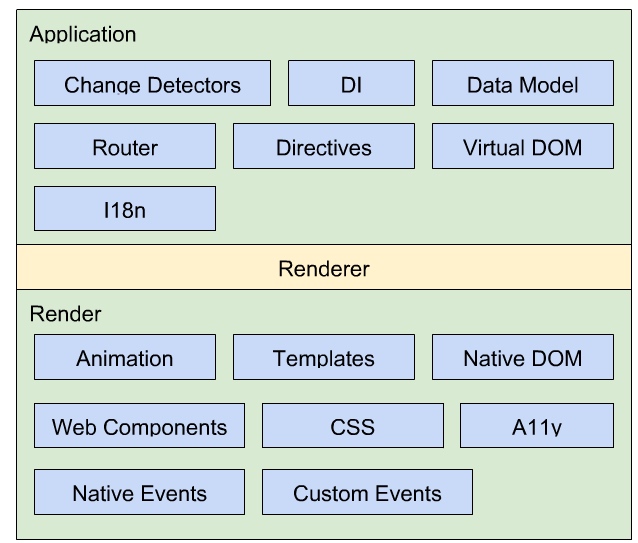 Application
Change Detectors DI Data Model
Router Directives Virtual DOM
I18n
Renderer
Render
Animation Templates Native DOM
Web Components CSS A11y
Native Events Custom Events